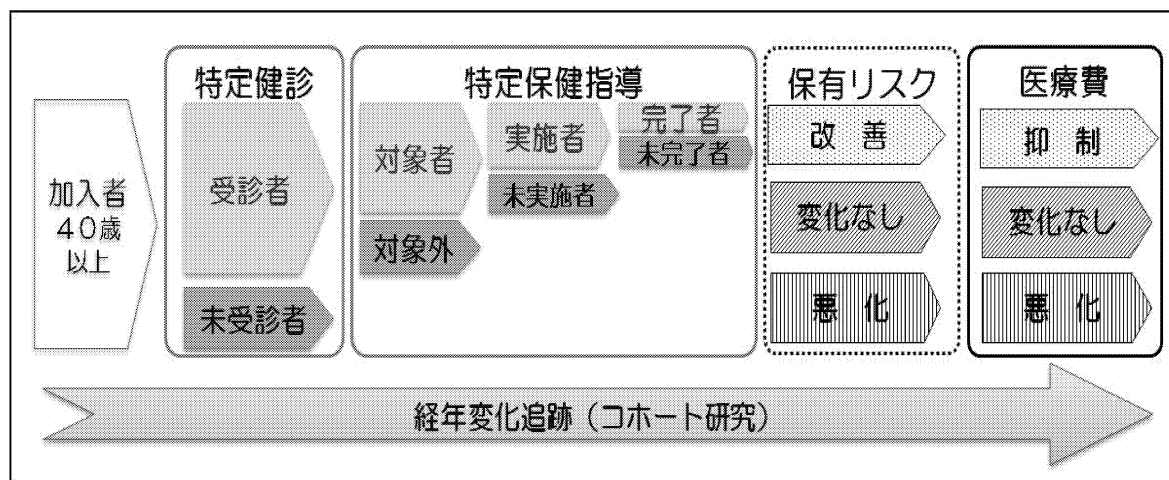 加入者
40歳
以上
特定健診
受診者
未受診者
特定保健指導
対象者
対象外
実施者
未実施者
完了者
未完了者
保有リスク
改 善
変化なし
悪 化
医療費
抑 制
変化なし
悪 化
経年変化追跡（コホート研究）